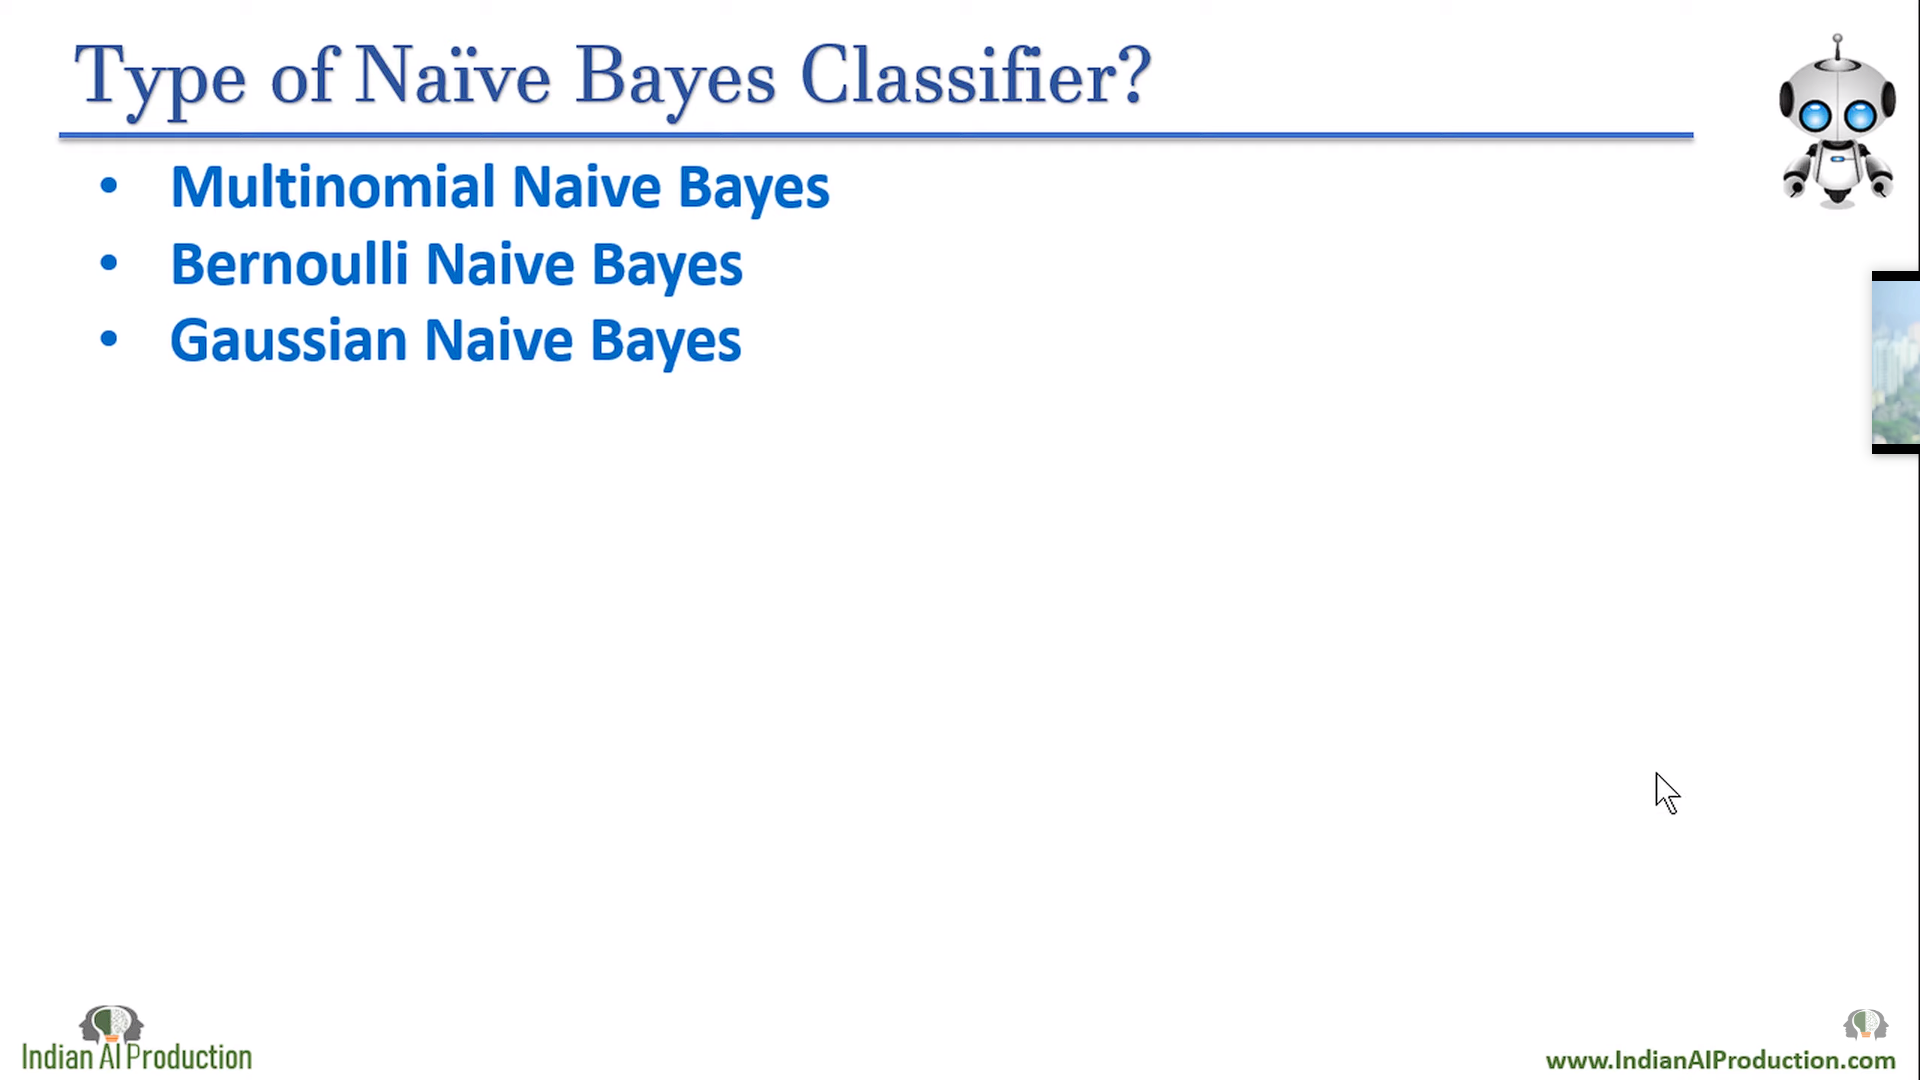 Type of Naïve Bayes Classifier?
• Multinomial Naive Bayes
• Bernoulli Naive Bayes
• Gaussian Naive Bayes
Indian AI Production
www.IndianAIProduction.com